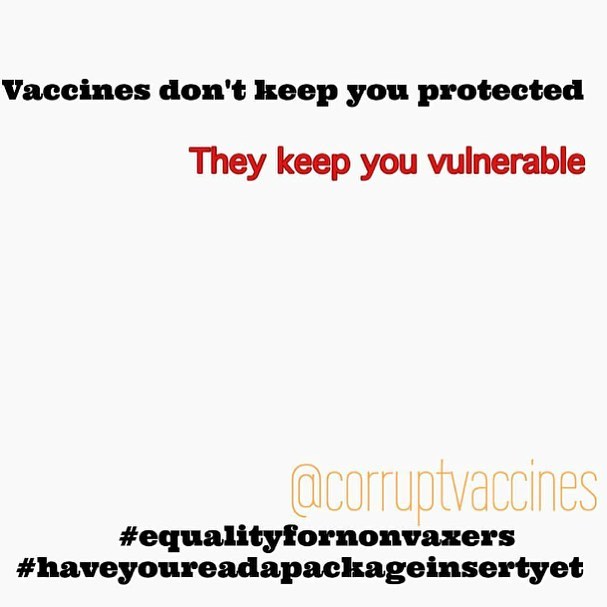 Vaccines don't keep you protected
They keep you vulnerable
@corruptvaccines
#equalityfornonvaxers
#haveyoureadapackageinsertyet